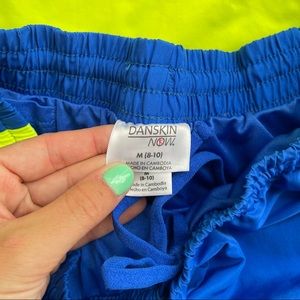 DANSKIN
NOW.
M (8-10)
MADE IN CAMBODIA
HECHO EN CAMBOYA
M
(8-10)
Made in Cambodia
Hecho en Camboya